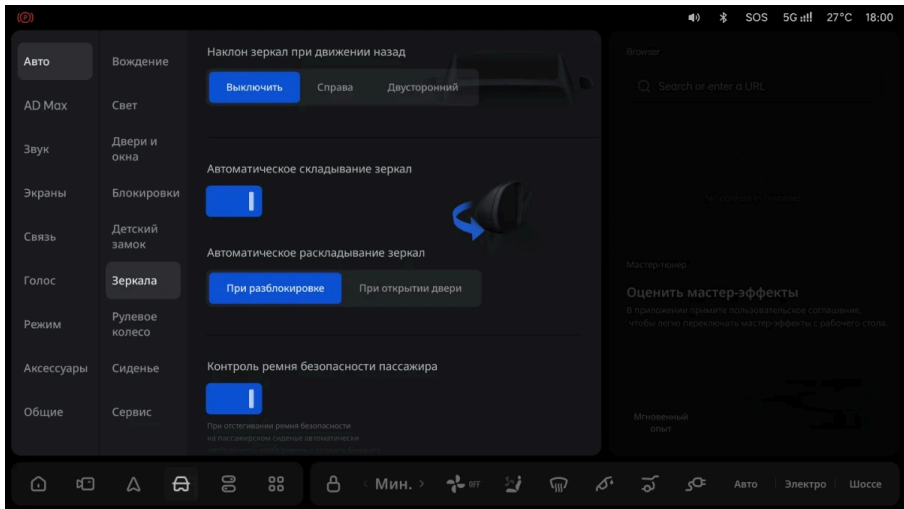 SOS 5G 27°C 18:00
Авто
AD Max
Звук
Экраны
Связь
Голос
Режим
Аксессуары
Общие
Вождение
Свет
Двери и
окна
Блокировки
Детский
замок
Зеркала
Рулевое
колесо
Сиденье
Сервис
Наклон зеркал при движении назад
Выключить Справа Двусторонний
Автоматическое складывание зеркал
Автоматическое раскладывание зеркал
При разблокировке При открытии двери
Контроль ремня безопасности пассажира
При отстегивании ремня безопасности
на пассажирском сиденье автоматически
Browser
Search or enter a URL
Мастер-тюнер
Оценить мастер-эффекты
В приложении примите пользовательское соглашение,
чтобы легко переключать мастер-эффекты с рабочего стола.
Мгновенный
опыт
< Мин. > OFF Авто Электро Шоссе